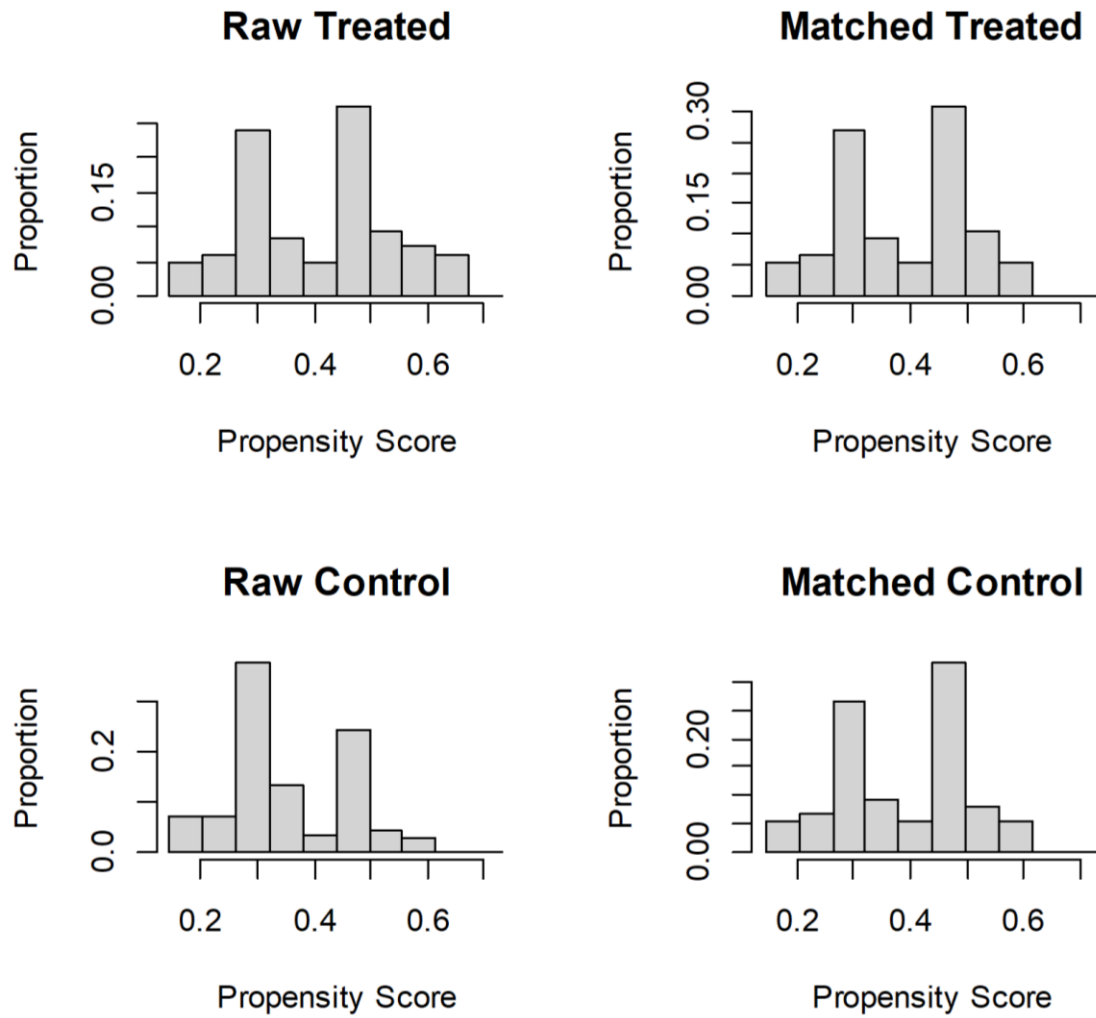 Raw Treated
Proportion
0.00 0.15
0.2 0.4 0.6
Propensity Score
Matched Treated
Proportion
0.00 0.15 0.30
0.2 0.4 0.6
Propensity Score
Raw Control
Proportion
0.0 0.2
0.2 0.4 0.6
Propensity Score
Matched Control
Proportion
0.00 0.20
0.2 0.4 0.6
Propensity Score